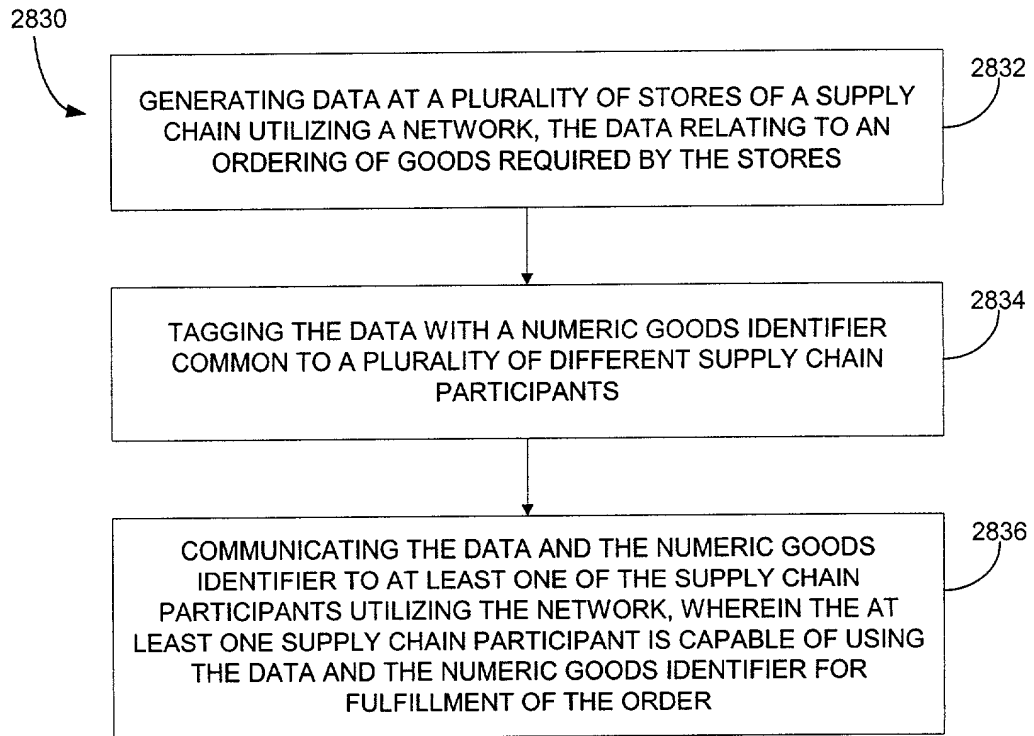 2830
2832
GENERATING DATA AT A PLURALITY OF STORES OF A SUPPLY
CHAIN UTILIZING A NETWORK, THE DATA RELATING TO AN
ORDERING OF GOODS REQUIRED BY THE STORES
2834
TAGGING THE DATA WITH A NUMERIC GOODS IDENTIFIER
COMMON TO A PLURALITY OF DIFFERENT SUPPLY CHAIN
PARTICIPANTS
2836
COMMUNICATING THE DATA AND THE NUMERIC GOODS
IDENTIFIER TO AT LEAST ONE OF THE SUPPLY CHAIN
PARTICIPANTS UTILIZING THE NETWORK, WHEREIN THE AT
LEAST ONE SUPPLY CHAIN PARTICIPANT IS CAPABLE OF USING
THE DATA AND THE NUMERIC GOODS IDENTIFIER FOR
FULFILLMENT OF THE ORDER